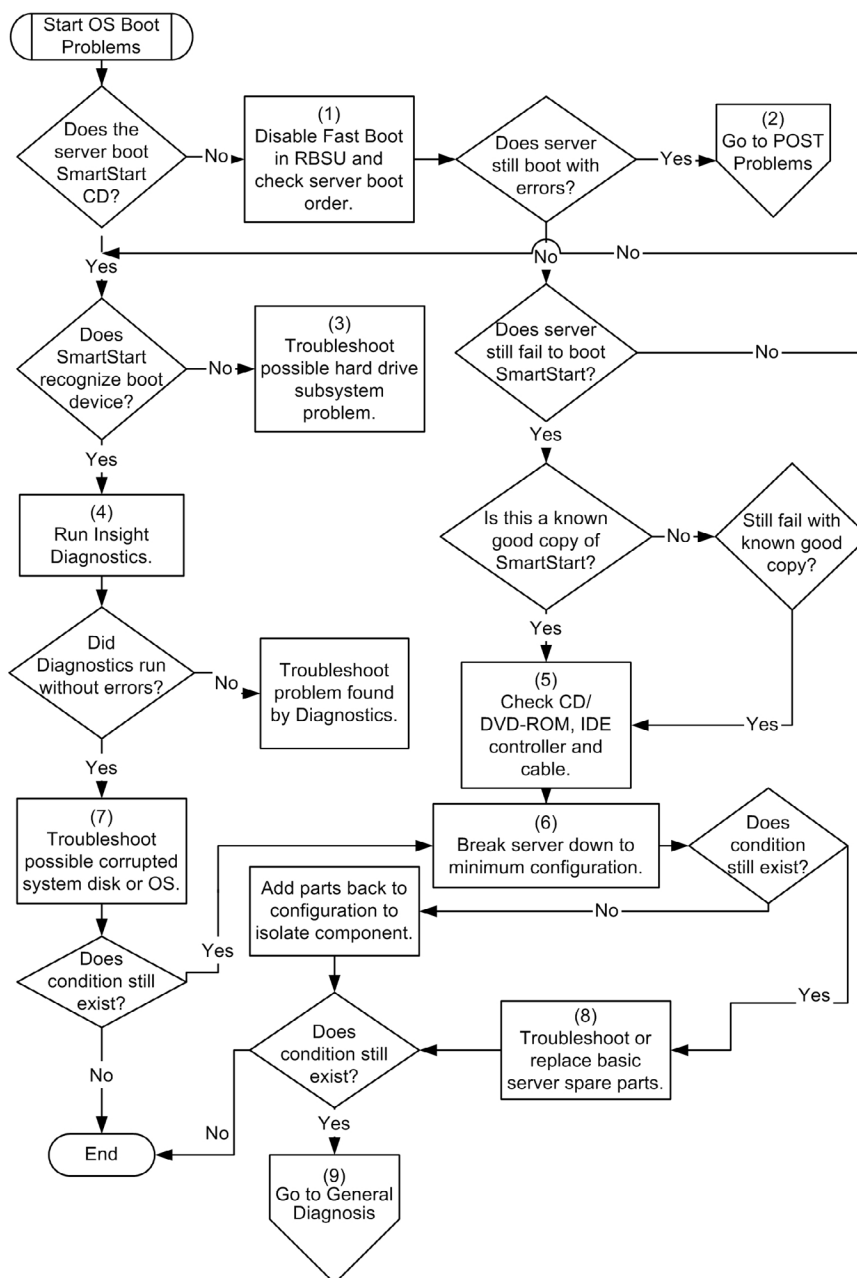 Start OS Boot
Problems
Does the
server boot
SmartStart
CD?
No
(1)
Disable Fast Boot
in RBSU and
check server boot
order.
Does server
still boot with
errors?
Yes
(2)
Go to POST
Problems
Yes
No
No
Does
SmartStart
recognize boot
device?
No
(3)
Troubleshoot
possible hard drive
subsystem
problem.
Does server
still fail to boot
SmartStart?
No
Yes
Yes
(4)
Run Insight
Diagnostics.
Is this a known
good copy of
SmartStart?
No
Still fail with
known good
copy?
Did
Diagnostics run
without errors?
No
Troubleshoot
problem found
by Diagnostics.
Yes
(5)
Check CD/
DVD-ROM, IDE
controller and
cable.
Yes
Yes
(7)
Troubleshoot
possible corrupted
system disk or OS.
(6)
Break server down to
minimum configuration.
Does
condition
still exist?
Add parts back to
configuration to
isolate component.
No
Yes
Does
condition still
exist?
Yes
Does
condition still
exist?
(8)
Troubleshoot or
replace basic
server spare parts.
No
No
Yes
End
(9)
Go to General
Diagnosis